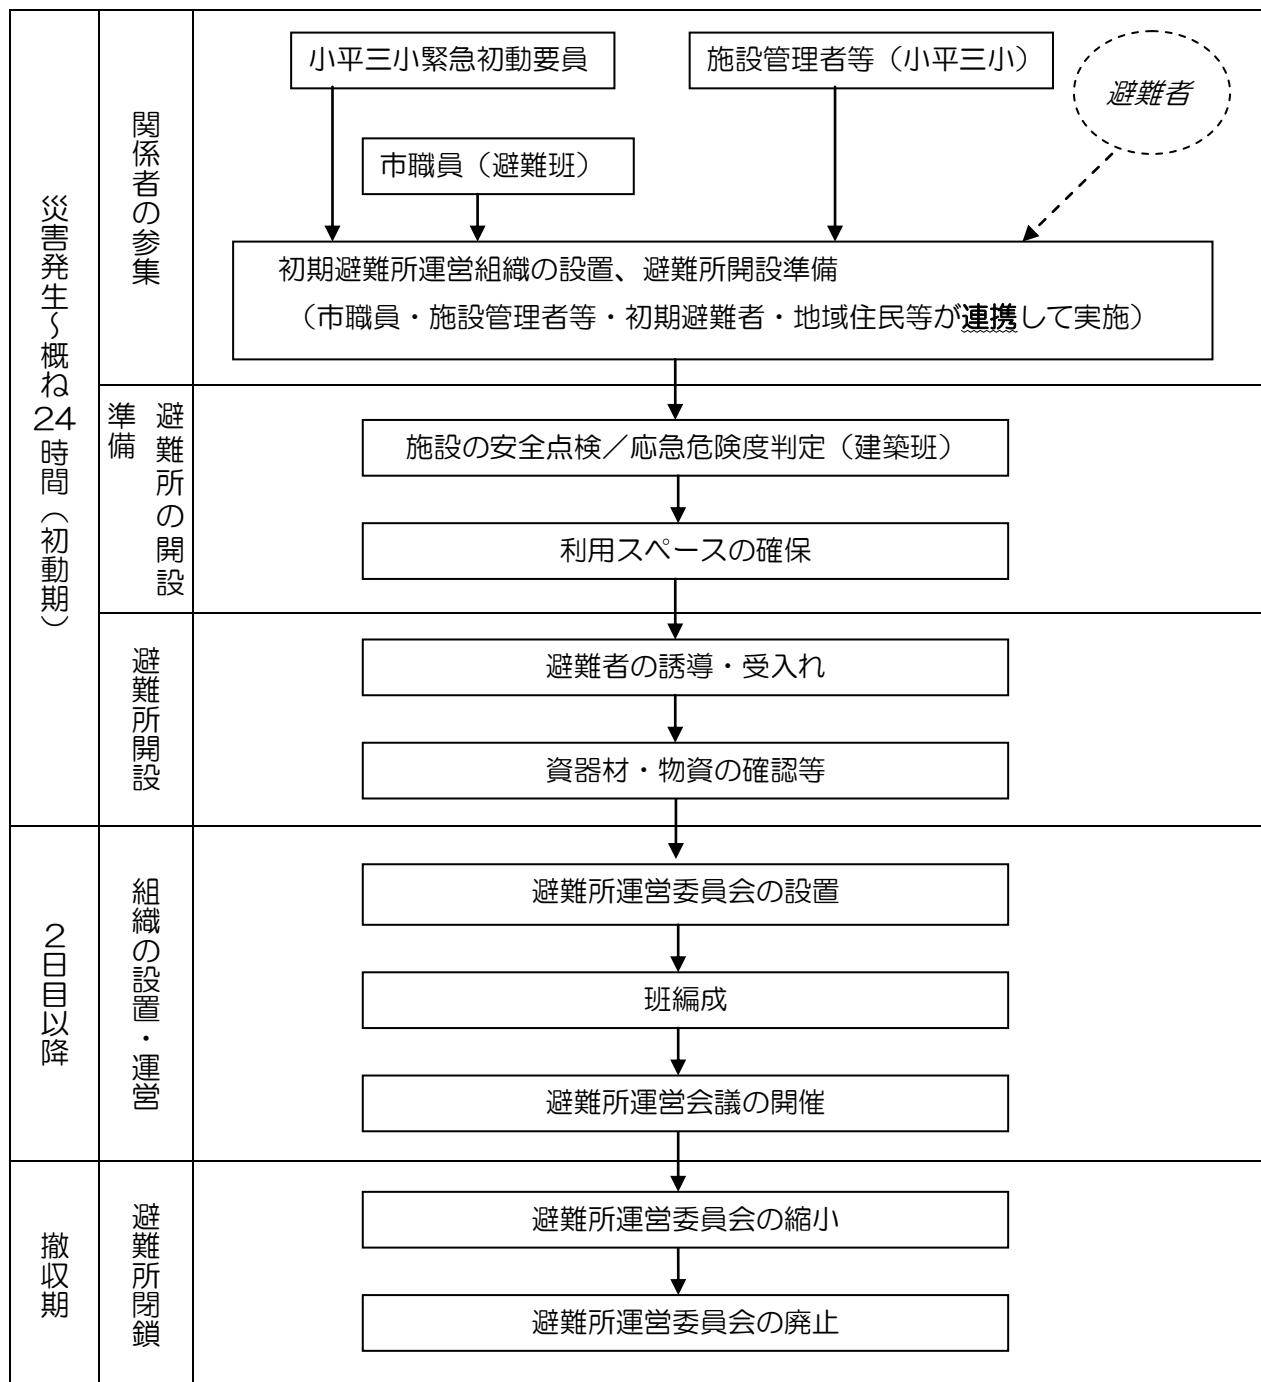 災害発生～概ね24時間（初動期）
関係者の参集
小平三小緊急初動要員
施設管理者等（小平三小）
避難者
市職員（避難班）
初期避難所運営組織の設置、避難所開設準備
（市職員・施設管理者等・初期避難者・地域住民等が連携して実施）
避難所の開設
準備
施設の安全点検／応急危険度判定（建築班）
利用スペースの確保
避難所開設
避難者の誘導・受入れ
資器材・物資の確認等
2日目以降
組織の設置・運営
避難所運営委員会の設置
班編成
避難所運営会議の開催
撤収期
避難所閉鎖
避難所運営委員会の縮小
避難所運営委員会の廃止